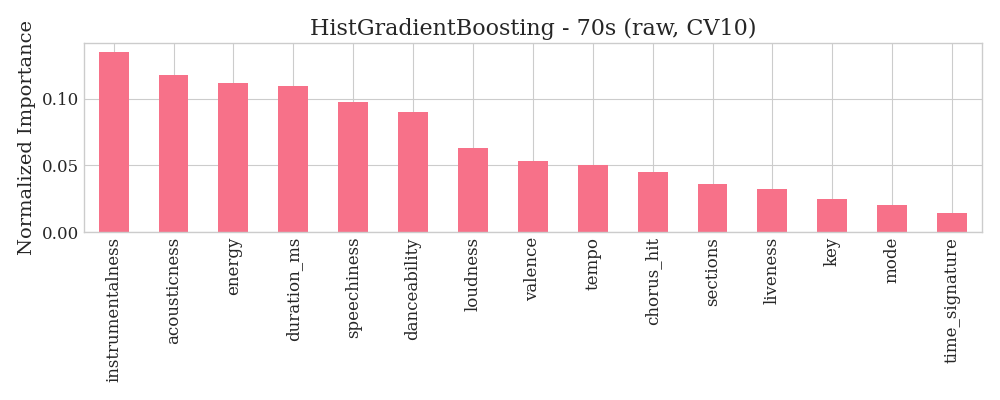 HistGradientBoosting - 70s (raw, CV10)
Normalized Importance
0.10
0.05
0.00
instrumentalness
acousticness
energy
duration_ms
speechiness
danceability
loudness
valence
tempo
chorus_hit
sections
liveness
key
mode
time_signature